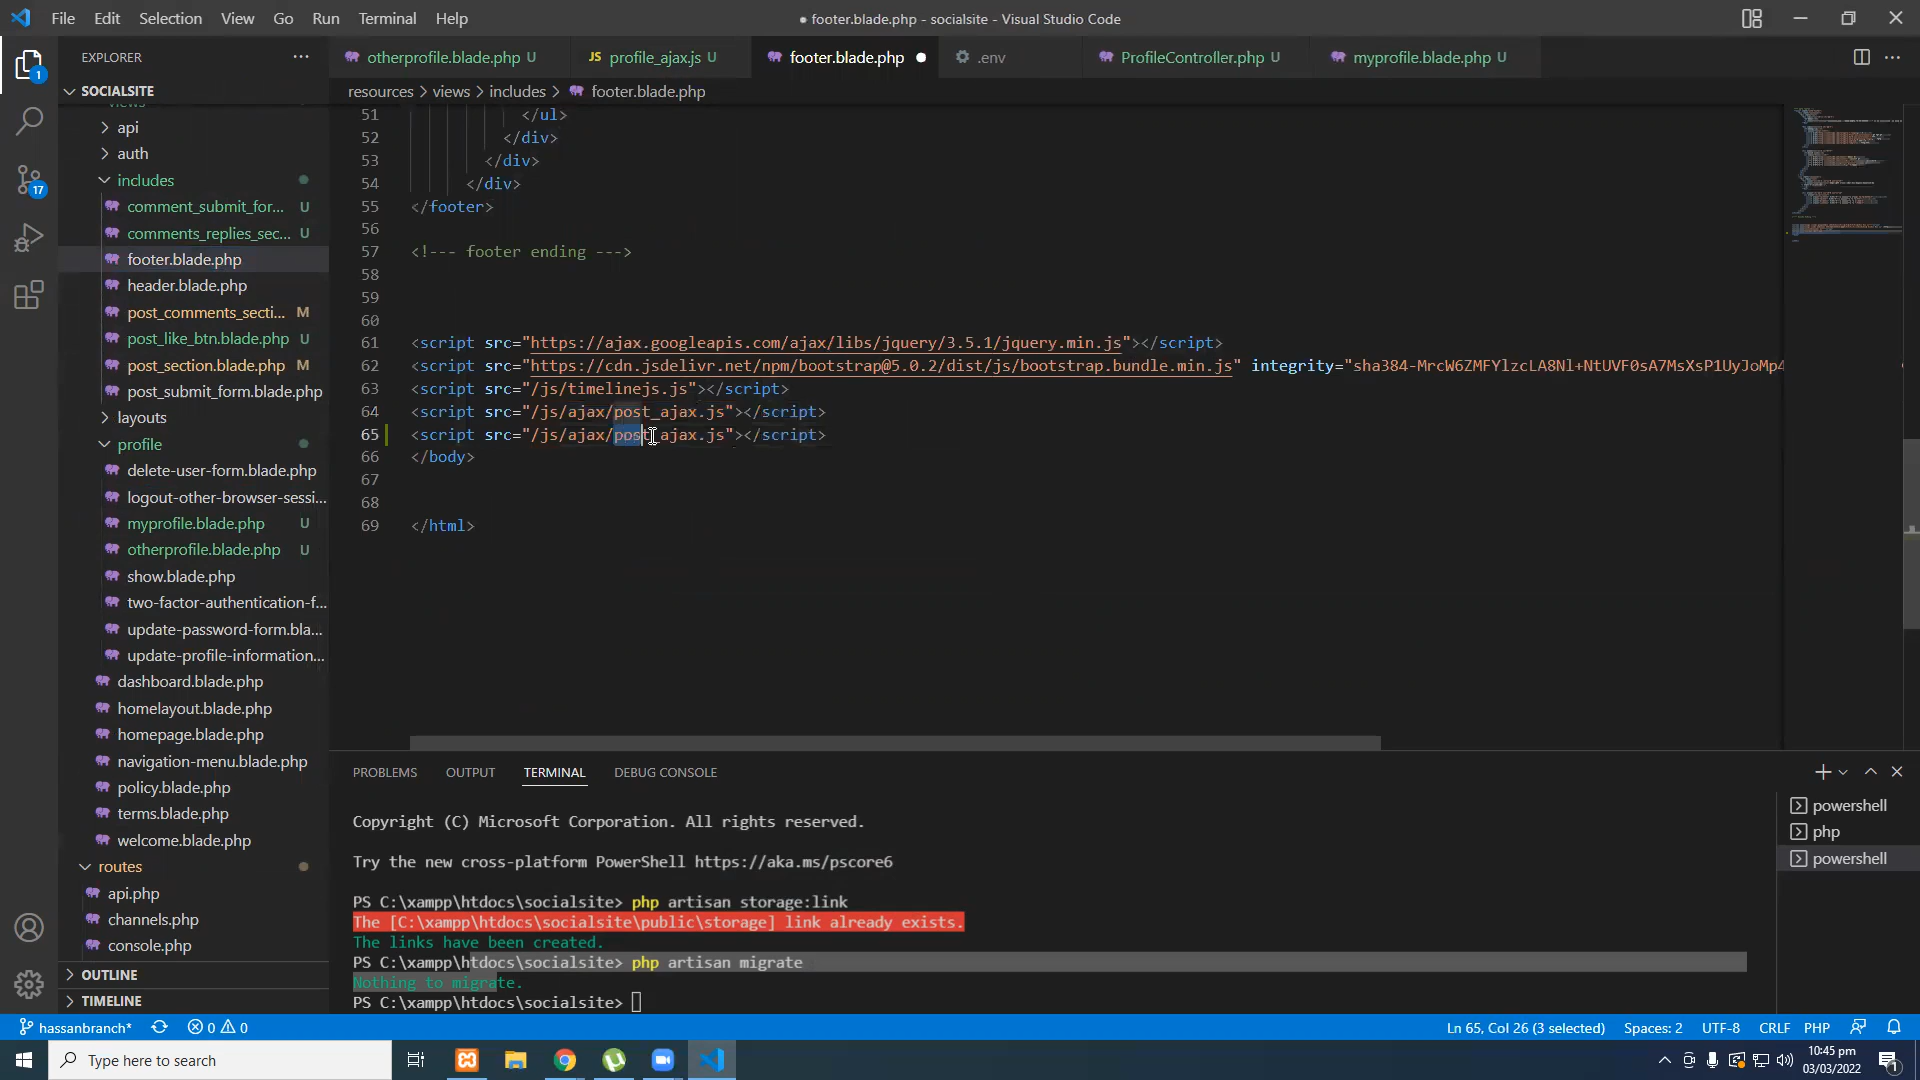 File Edit Selection View Go Run Terminal Help
● footer.blade.php - socialsite - Visual Studio Code
EXPLORER ···
otherprofile.blade.php U
JS profile_ajax.js U
footer.blade.php ●
.env
ProfileController.php U
myprofile.blade.php U
1
SOCIALSITE
resources > views > includes > footer.blade.php
api
auth
includes
comment_submit_for... U
comments_replies_sec... U
footer.blade.php
header.blade.php
post_comments_secti... M
post_like_btn.blade.php U
post_section.blade.php M
post_submit_form.blade.php
layouts
profile
delete-user-form.blade.php
logout-other-browser-sessi...
myprofile.blade.php U
otherprofile.blade.php U
show.blade.php
two-factor-authentication-f...
update-password-form.bla...
update-profile-information...
dashboard.blade.php
homelayout.blade.php
homepage.blade.php
navigation-menu.blade.php
policy.blade.php
terms.blade.php
welcome.blade.php
routes
api.php
channels.php
console.php
OUTLINE
TIMELINE
17
51 </ul>
52 </div>
53 </div>
54 </div>
55 </footer>
56
57 <!--- footer ending --->
58
59
60
61 <script src="https://ajax.googleapis.com/ajax/libs/jquery/3.5.1/jquery.min.js"></script>
62 <script src="https://cdn.jsdelivr.net/npm/bootstrap@5.0.2/dist/js/bootstrap.bundle.min.js" integrity="sha384-MrcW6ZMFYlzcLA8Nl+NtUVF0sA7MsXsP1UyJoMp4
63 <script src="/js/timelinejs.js"></script>
64 <script src="/js/ajax/post_ajax.js"></script>
65 <script src="/js/ajax/post_ajax.js"></script>
66 </body>
67
68
69 </html>
PROBLEMS OUTPUT TERMINAL DEBUG CONSOLE
Copyright (C) Microsoft Corporation. All rights reserved.
Try the new cross-platform PowerShell https://aka.ms/pscore6
PS C:\xampp\htdocs\socialsite> php artisan storage:link
The [C:\xampp\htdocs\socialsite\public\storage] link already exists.
The links have been created.
PS C:\xampp\htdocs\socialsite> php artisan migrate
Nothing to migrate.
PS C:\xampp\htdocs\socialsite>
powershell
php
powershell
hassanbranch* 0 0
Ln 65, Col 26 (3 selected) Spaces: 2 UTF-8 CRLF PHP
Type here to search
10:45 pm
03/03/2022
1